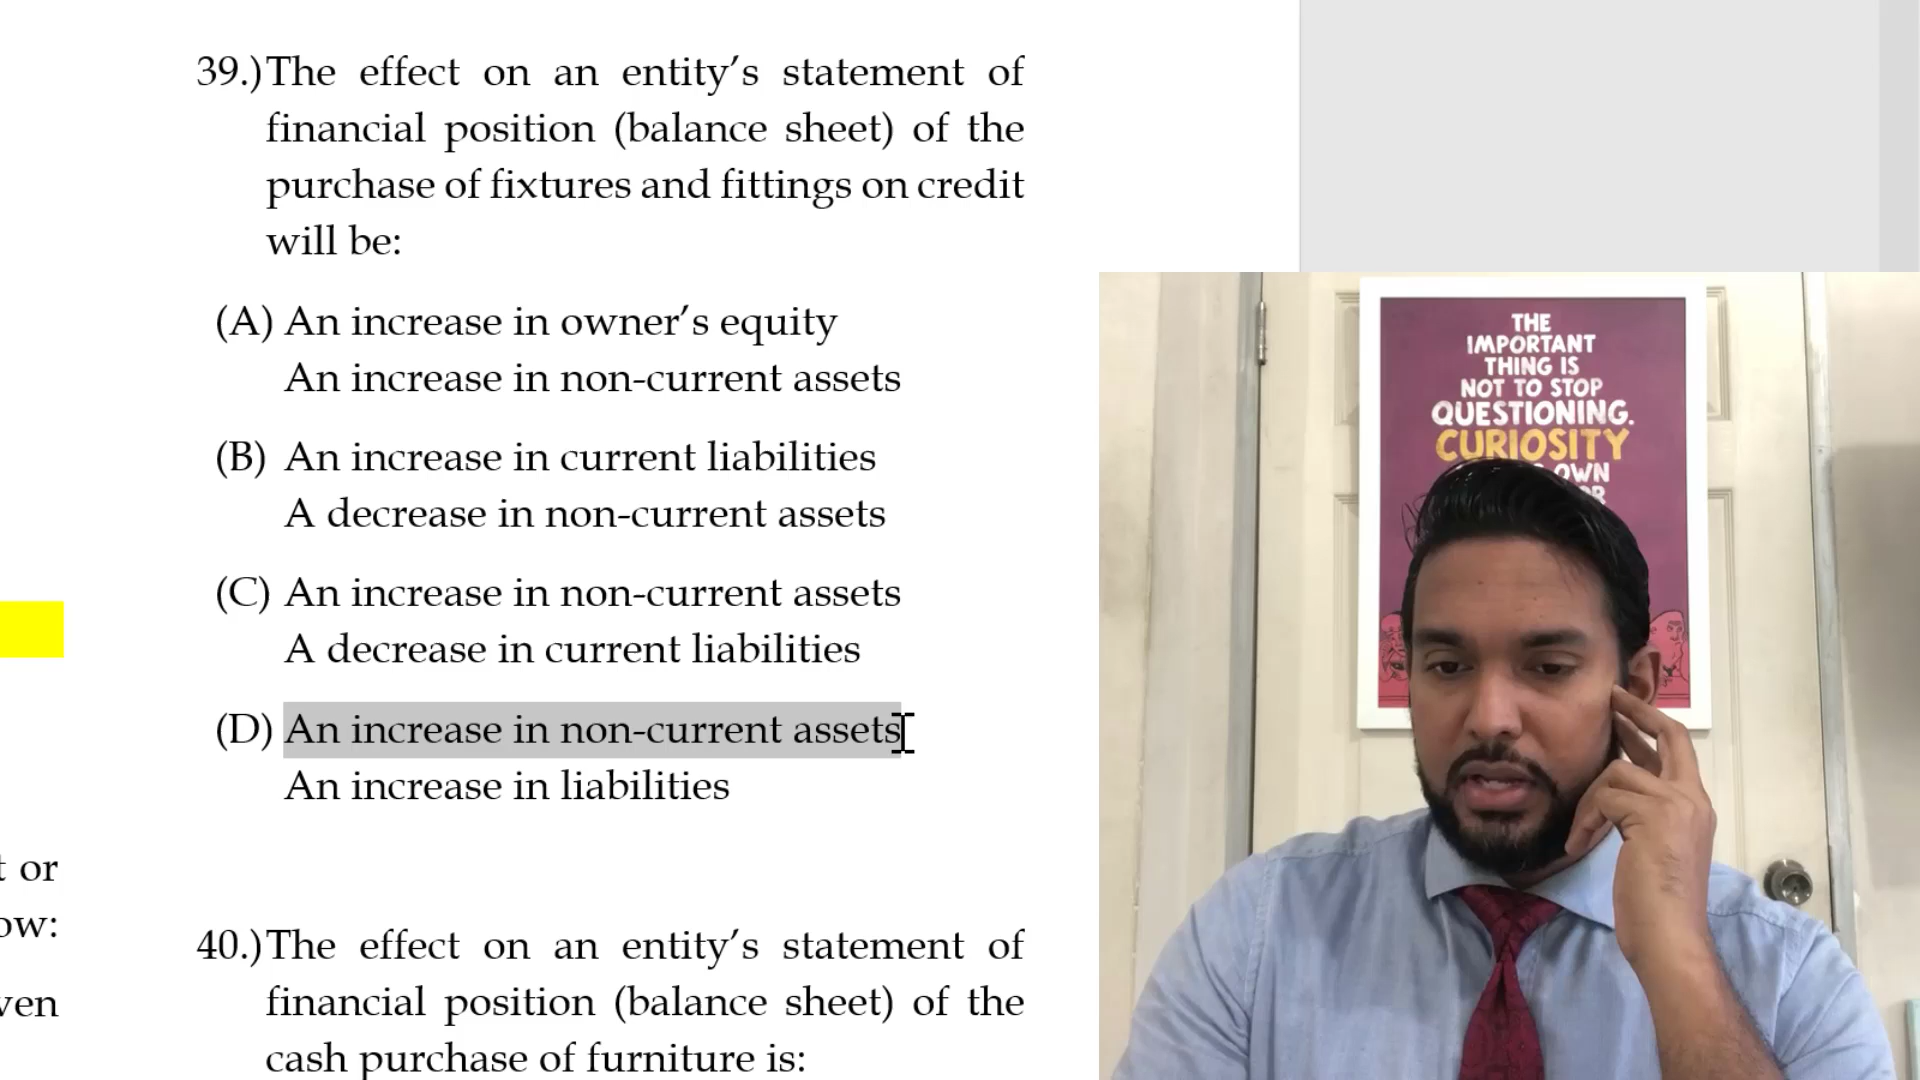 39.) The effect on an entity’s statement of
financial position (balance sheet) of the
purchase of fixtures and fittings on credit
will be:
(A) An increase in owner’s equity
An increase in non-current assets
(B) An increase in current liabilities
A decrease in non-current assets
(C) An increase in non-current assets
A decrease in current liabilities
(D) An increase in non-current assets
An increase in liabilities
40.) The effect on an entity’s statement of
financial position (balance sheet) of the
cash purchase of furniture is:
or
ow:
ven
THE
IMPORTANT
THING IS
NOT TO STOP
QUESTIONING.
CURIOSITY
OWN